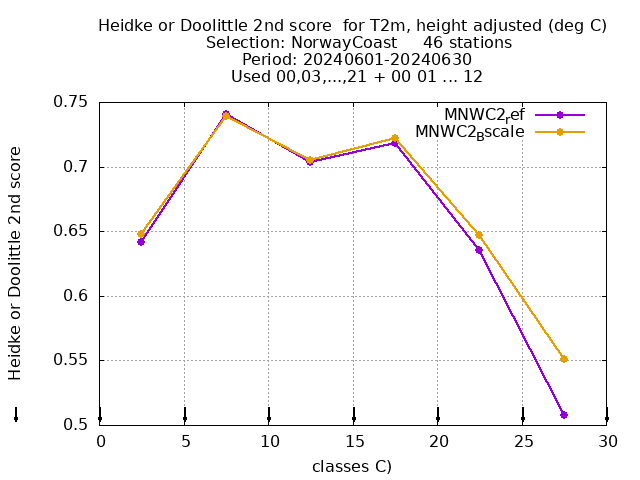 Heidke or Doolittle 2nd score  for T2m, height adjusted (deg C)
Selection: NorwayCoast     46 stations
Period: 20240601-20240630
Used 00,03,...,21 + 00 01 ... 12
MNWC2ref
MNWC2Bscale
0.75
0.7
0.65
0.6
0.55
0.5
Heidke or Doolittle 2nd score
0 5 10 15 20 25 30
classes C)